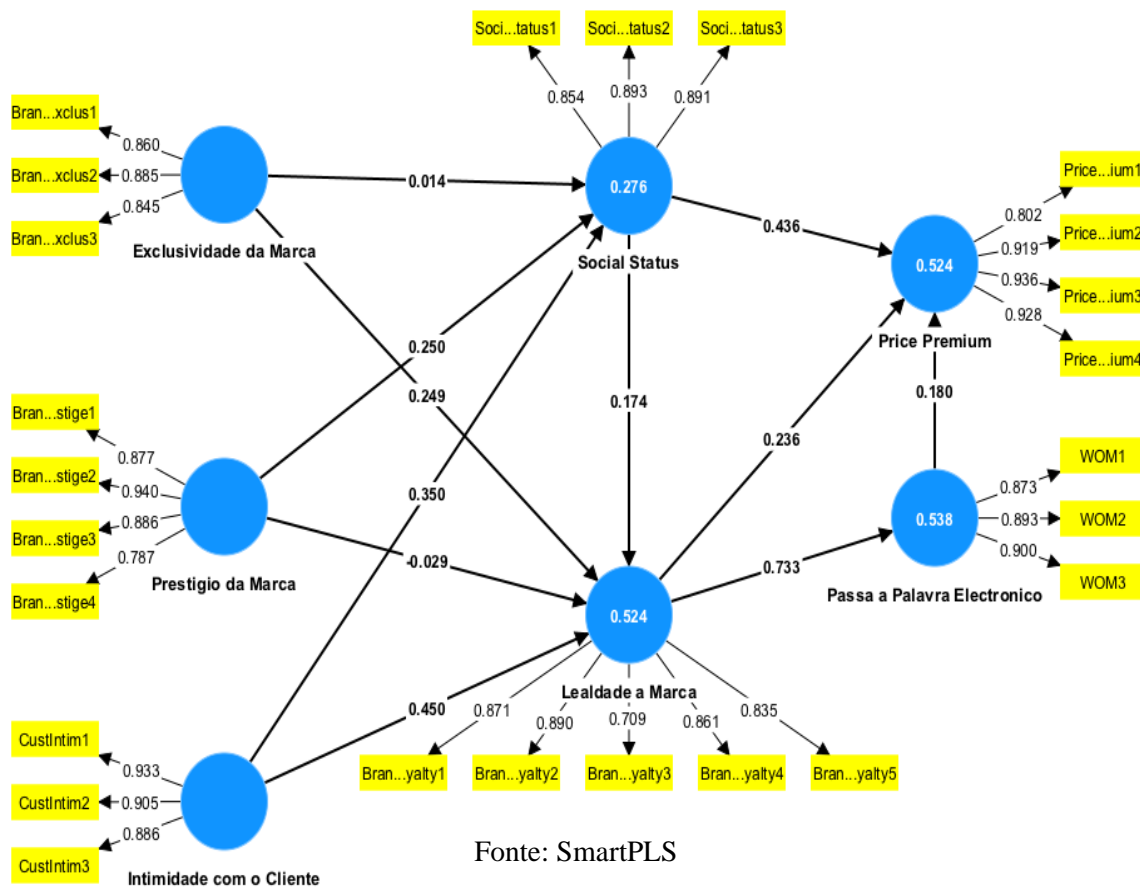 Soci...tatus1
Soci...tatus2
Soci...tatus3
0.854
0.893
0.891
Bran...xclus1
Bran...xclus2
Bran...xclus3
0.860
0.885
0.845
Exclusividade da Marca
0.014
0.276
Social Status
0.436
Price...ium1
Price...ium2
Price...ium3
Price...ium4
0.802
0.919
0.936
0.928
0.524
Price Premium
0.250
0.249
0.350
0.174
0.236
0.180
Bran...stige1
Bran...stige2
Bran...stige3
Bran...stige4
0.877
0.940
0.886
0.787
Prestigio da Marca
-0.029
0.733
WOM1
WOM2
WOM3
0.873
0.893
0.900
0.538
Passa a Palavra Electronico
0.524
Lealdade a Marca
0.450
0.871
0.890
0.709
0.861
0.835
Bran...yalty1
Bran...yalty2
Bran...yalty3
Bran...yalty4
Bran...yalty5
CustIntim1
CustIntim2
CustIntim3
0.933
0.905
0.886
Intimidade com o Cliente
Fonte: SmartPLS